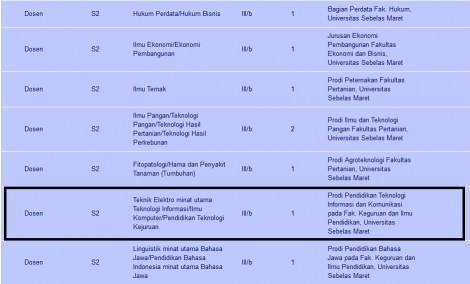 Dosen S2 Hukum Perdata/Hukum Bisnis III/b 1 Bagian Perdata Fak. Hukum,
Universitas Sebelas Maret
Dosen S2 Ilmu Ekonomi/Ekonomi
Pembangunan III/b 1 Jurusan Ekonomi
Pembangunan Fakultas
Ekonomi dan Bisnis,
Universitas Sebelas Maret
Dosen S2 Ilmu Ternak III/b 1 Prodi Peternakan Fakultas
Pertanian, Universitas
Sebelas Maret
Dosen S2 Ilmu Pangan/Teknologi
Pangan/Teknologi Hasil
Pertanian/Teknologi Hasil
Perkebunan III/b 2 Prodi Ilmu dan Teknologi
Pangan Fakultas Pertanian,
Universitas Sebelas Maret
Dosen S2 Fitopatologi/Hama dan Penyakit
Tanaman (Tumbuhan) III/b 1 Prodi Agroteknologi Fakultas
Pertanian, Universitas
Sebelas Maret
Dosen S2 Teknik Elektro minat utama
Teknologi Informasi/Ilmu
Komputer/Pendidikan Teknologi
Kejuruan III/b 1 Prodi Pendidikan Teknologi
Informasi dan Komunikasi
pada Fak. Keguruan dan Ilmu
Pendidikan, Universitas
Sebelas Maret
Dosen S2 Linguistik minat utama Bahasa
Jawa/Pendidikan Bahasa
Indonesia minat utama Bahasa
Jawa III/b 1 Prodi Pendidikan Bahasa
Jawa pada Fak. Keguruan dan
Ilmu Pendidikan, Universitas
Sebelas Maret